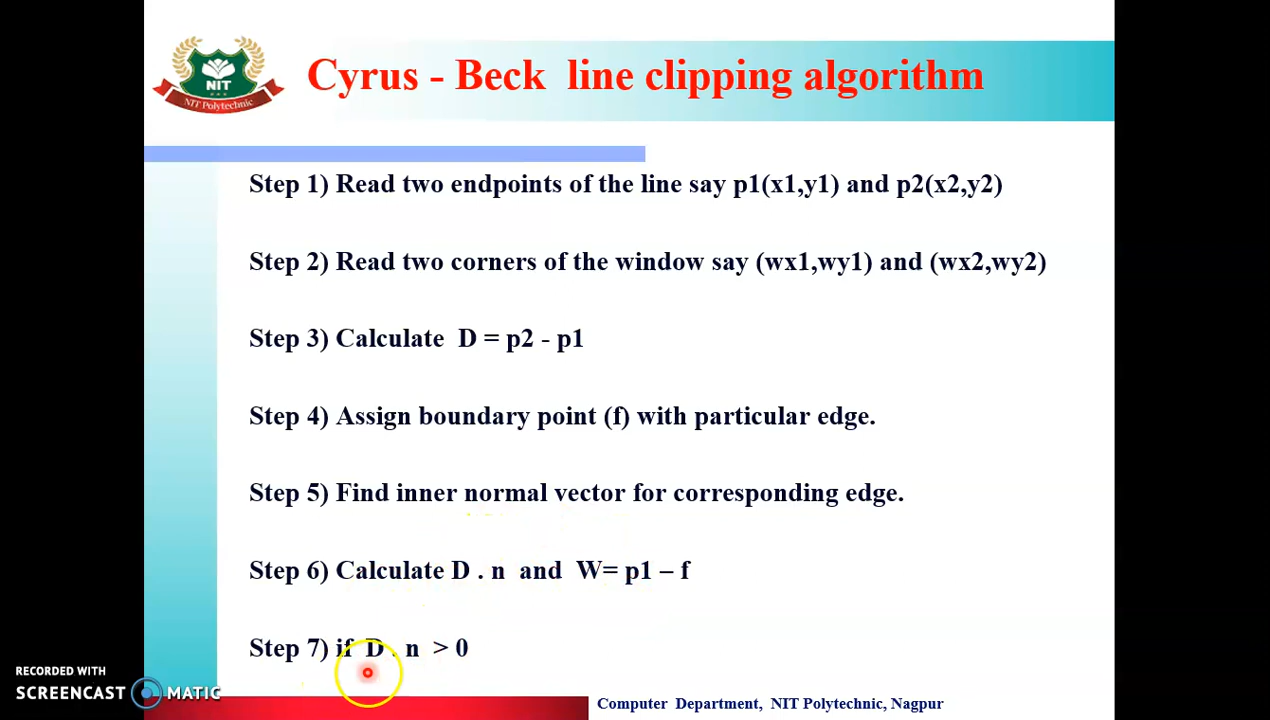 NIT
NIT Polytechnic
Cyrus - Beck line clipping algorithm
Step 1) Read two endpoints of the line say p1(x1,y1) and p2(x2,y2)
Step 2) Read two corners of the window say (wx1,wy1) and (wx2,wy2)
Step 3) Calculate D = p2 - p1
Step 4) Assign boundary point (f) with particular edge.
Step 5) Find inner normal vector for corresponding edge.
Step 6) Calculate D . n and W= p1 – f
Step 7) if D . n > 0
RECORDED WITH
SCREENCAST MATIC
Computer Department, NIT Polytechnic, Nagpur